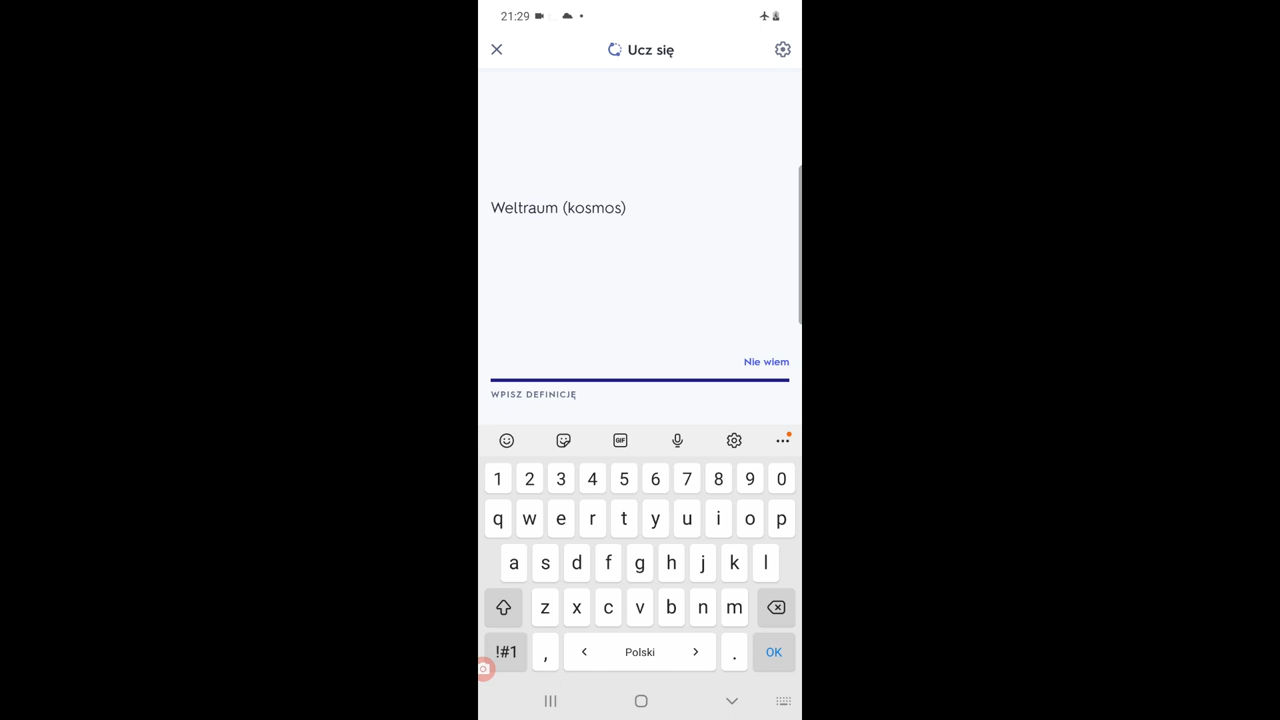 21:29
Ucz się
Weltraum (kosmos)
Nie wiem
WPISZ DEFINICJĘ
GIF
1 2 3 4 5 6 7 8 9 0
q w e r t y u i o p
a s d f g h j k l
z x c v b n m
!#1 , < Polski > . OK